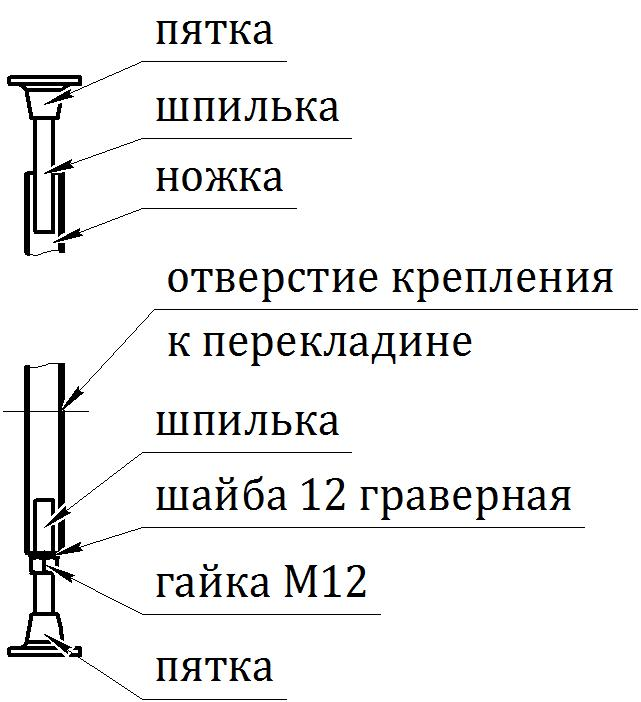 пятка
шпилька
ножка
отверстие крепления
к перекладине
шпилька
шайба 12 граверная
гайка М12
пятка